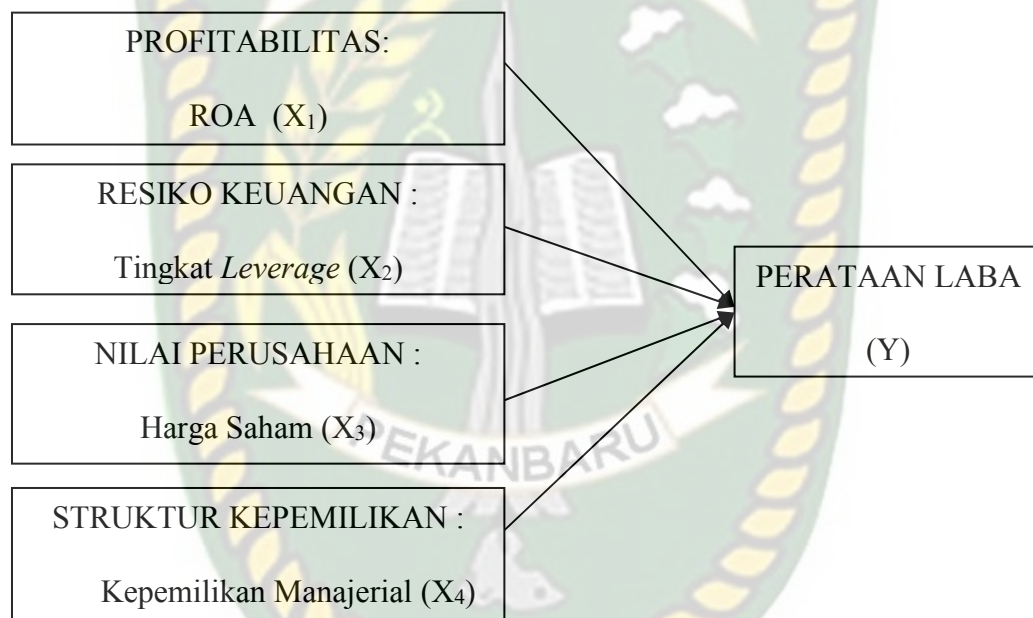 PROFITABILITAS:
ROA (X₁)
RESIKO KEUANGAN :
Tingkat Leverage (X₂)
NILAI PERUSAHAAN :
Harga Saham (X₃)
STRUKTUR KEPEMILIKAN :
Kepemilikan Manajerial (X₄)
PERATAAN LABA
(Y)
PEKANBARU